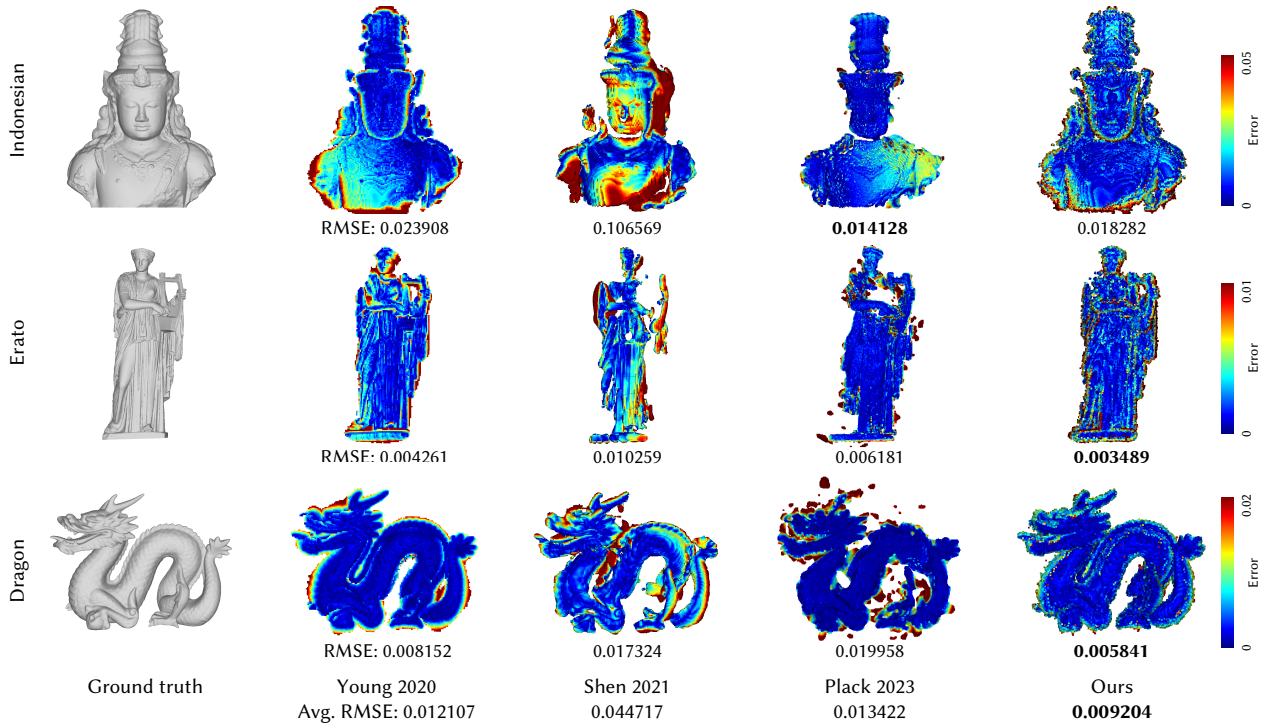 Indonesian
0.05
Error
0
RMSE: 0.023908 0.106569 0.014128 0.018282
Erato
0.01
Error
0
RMSE: 0.004261 0.010259 0.006181 0.003489
Dragon
0.02
Error
0
RMSE: 0.008152 0.017324 0.019958 0.005841
Ground truth Young 2020 Shen 2021 Plack 2023 Ours
Avg. RMSE: 0.012107 0.044717 0.013422 0.009204